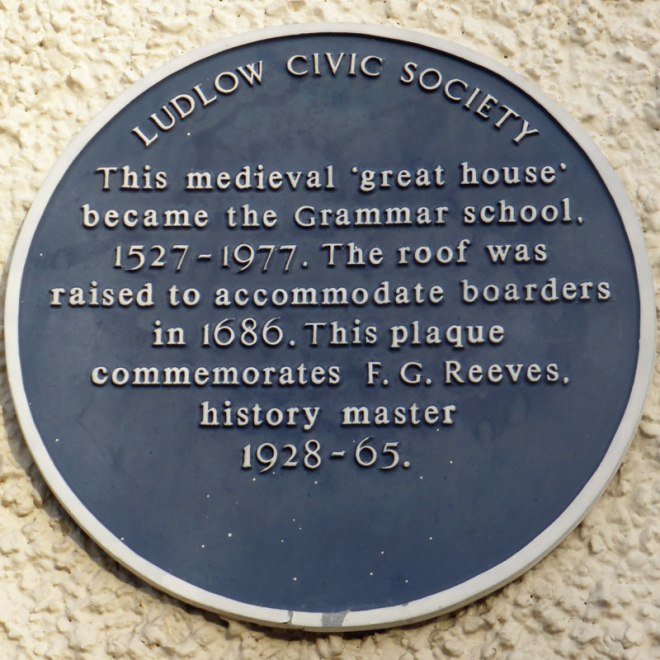 LUDLOW CIVIC SOCIETY
This medieval 'great house'
became the Grammar school,
1527-1977. The roof was
raised to accommodate boarders
in 1686. This plaque
commemorates F. G. Reeves,
history master
1928-65.